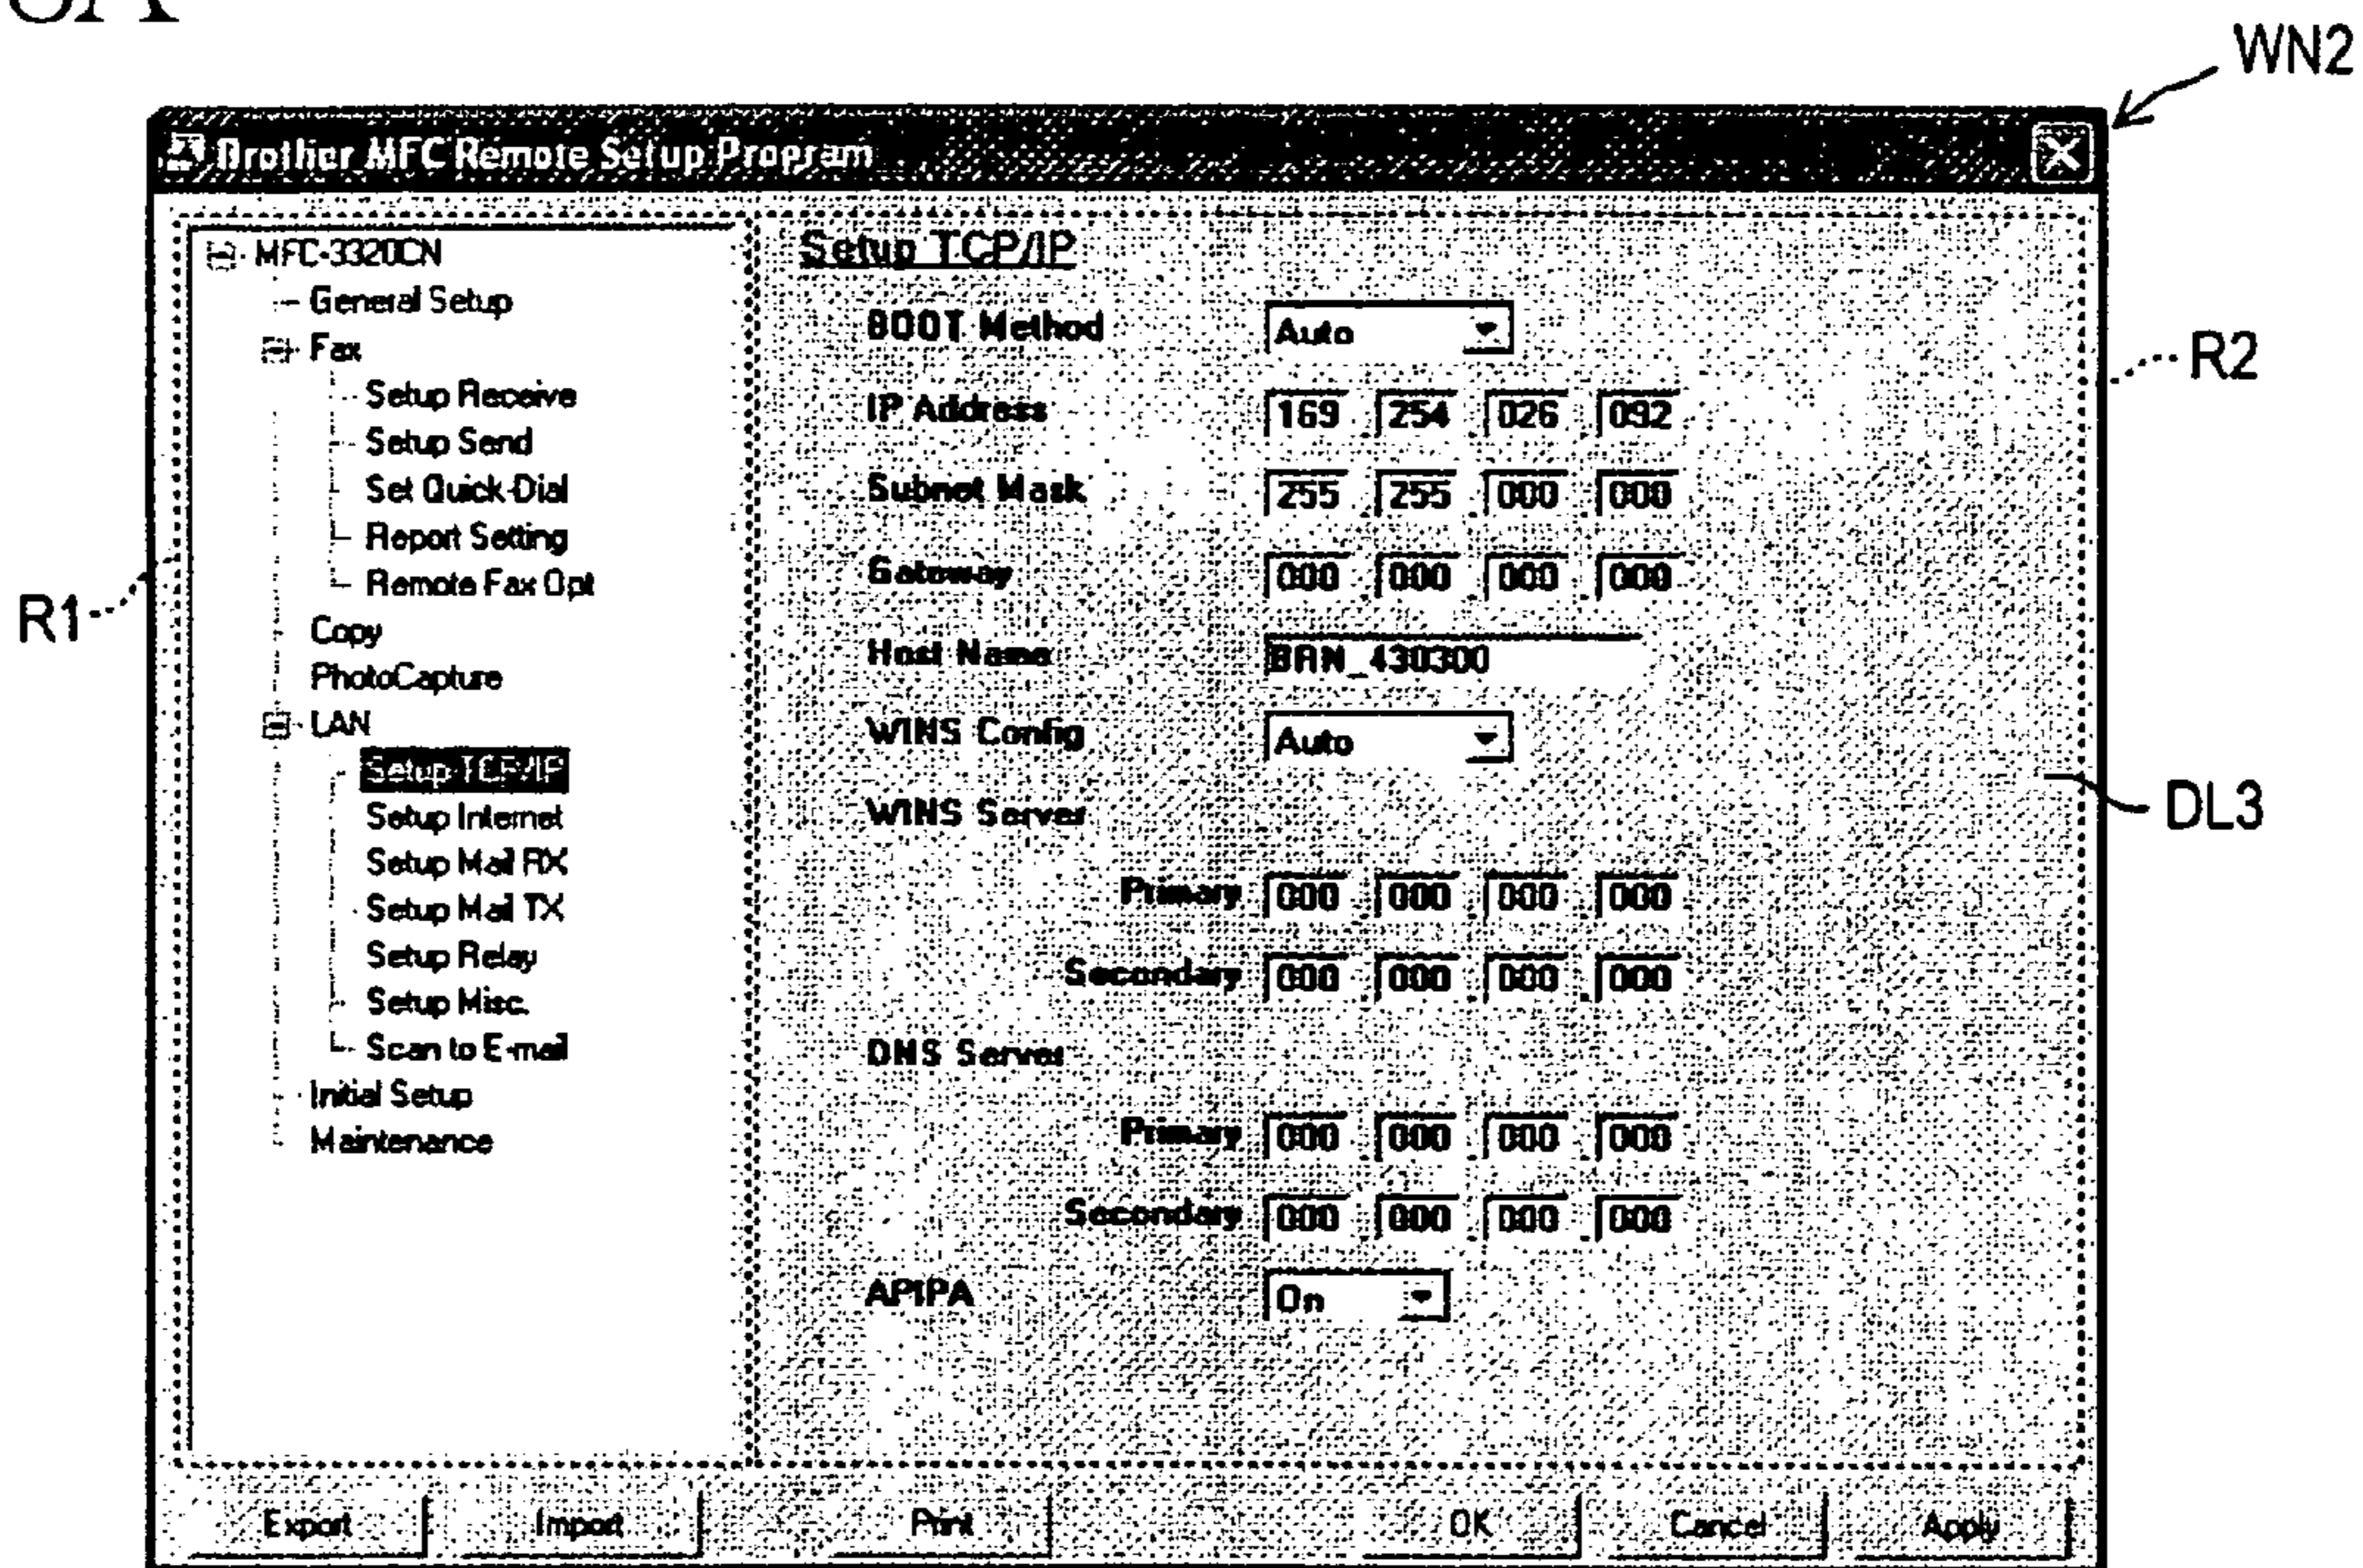 WN2
Brother MFC Remote Setup Program
MFC-3320CN
General Setup
Fax
Setup Receive
Setup Send
Set Quick-Dial
Report Setting
Remote Fax Opt
Copy
PhotoCapture
LAN
Setup TCP/IP
Setup Internet
Setup Mail RX
Setup Mail TX
Setup Relay
Setup Misc.
Scan to E-mail
Initial Setup
Maintenance
R1
Setup TCP/IP
BOOT Method Auto
IP Address 169 . 254 . 026 . 092
Subnet Mask 255 . 255 . 000 . 000
Gateway 000 . 000 . 000 . 000
Host Name BRN_430300
WINS Config Auto
WINS Server
Primary 000 . 000 . 000 . 000
Secondary 000 . 000 . 000 . 000
DNS Server
Primary 000 . 000 . 000 . 000
Secondary 000 . 000 . 000 . 000
APIPA On
R2
DL3
Export Import Print OK Cancel Apply